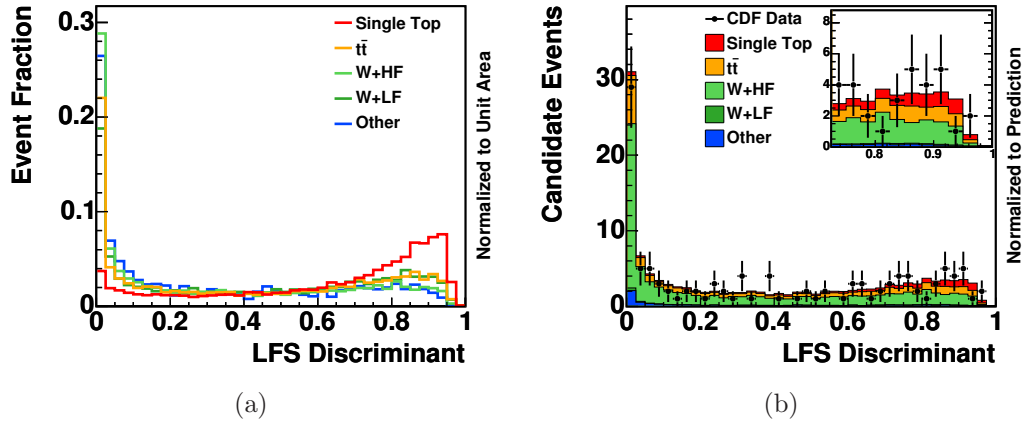 Event Fraction
0.3
0.2
0.1
0
Single Top
tt̄
W+HF
W+LF
Other
Normalized to Unit Area
0 0.2 0.4 0.6 0.8 1
LFS Discriminant
(a)
Candidate Events
30
20
10
0
CDF Data
Single Top
tt̄
W+HF
W+LF
Other
8
6
4
2
0
0.8 0.9 1
Normalized to Prediction
0 0.2 0.4 0.6 0.8 1
LFS Discriminant
(b)